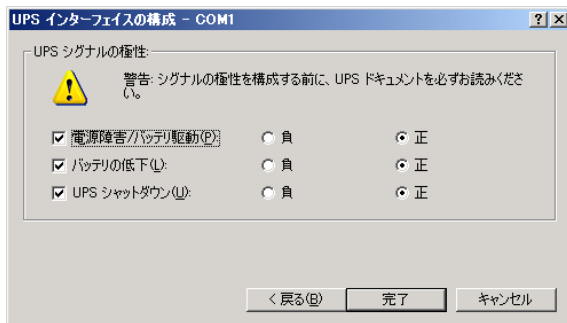 UPS インターフェイスの構成 - COM1
UPS シグナルの極性:
警告: シグナルの極性を構成する前に、UPS ドキュメントを必ずお読みくださ
い。
電源障害/バッテリ駆動(P): 負 正
バッテリの低下(L): 負 正
UPS シャットダウン(U): 負 正
< 戻る(B) 完了 キャンセル